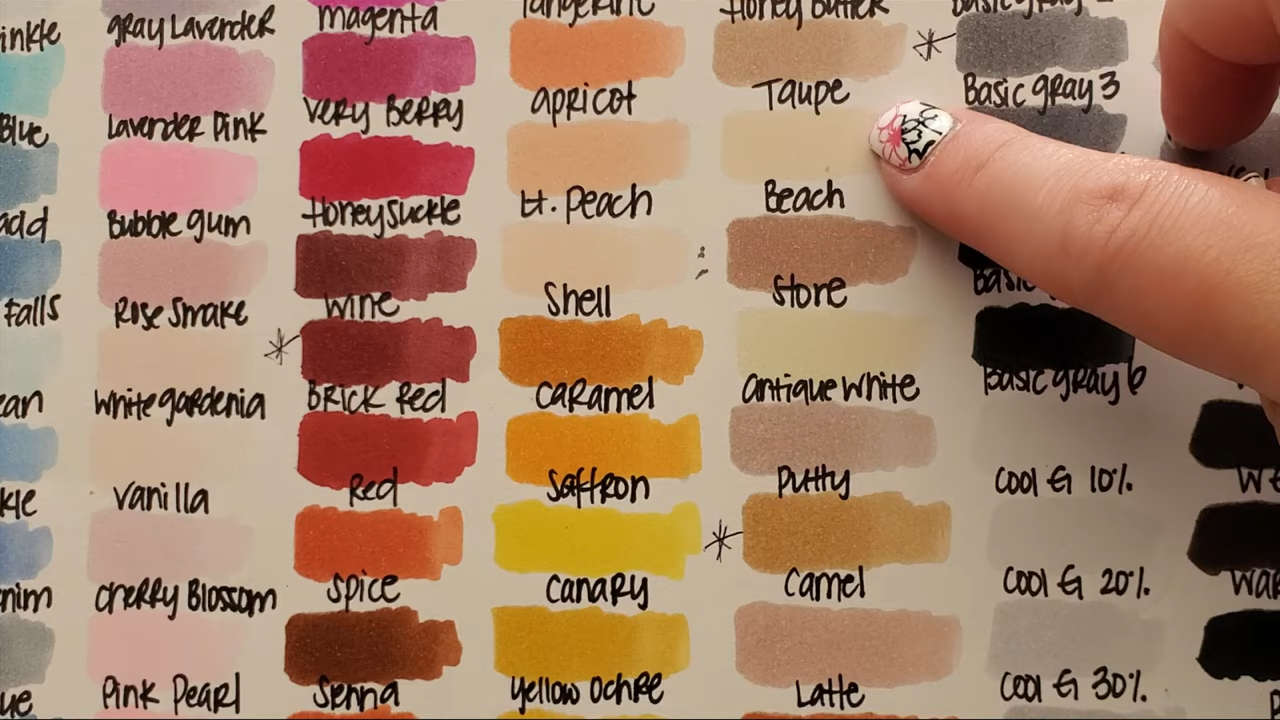 gray Lavender
magenta
Tangerine
Honey Butter
Lavender Pink
Very Berry
apricot
Taupe
Basic gray 3
Blue
Bubble gum
Honeysuckle
Lt. Peach
Beach
Rose Smoke
Wine
Shell
Store
falls
White gardenia
Brick Red
Caramel
antique White
Basic gray 6
Vanilla
Red
Saffron
Putty
Cool G 10%
Cherry Blossom
Spice
Canary
Camel
Cool G 20%
Pink Pearl
Sienna
Yellow Ochre
Latte
Cool G 30%